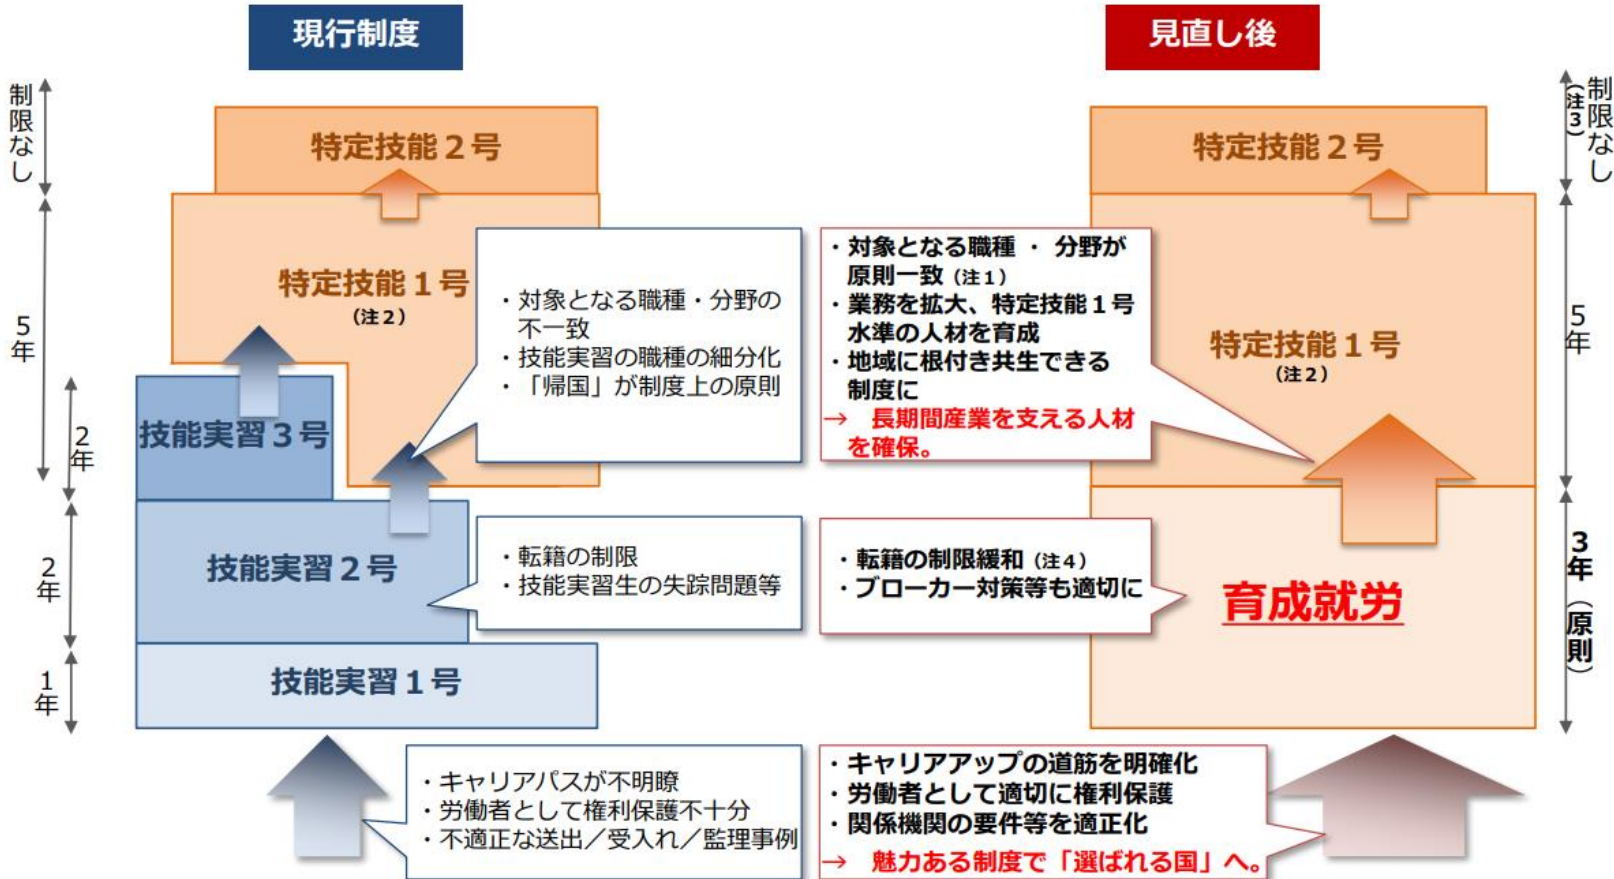 現行制度
見直し後
制限なし
特定技能２号
特定技能２号
制限なし
（注３）
特定技能１号
（注２）
・対象となる職種・分野の
不一致
・技能実習の職種の細分化
・「帰国」が制度上の原則
・対象となる職種 ・ 分野が
原則一致（注１）
・業務を拡大、特定技能１号
水準の人材を育成
・地域に根付き共生できる
制度に
→ 長期間産業を支える人材
を確保。
特定技能１号
（注２）
5年
5年
技能実習３号
2年
技能実習２号
2年
・転籍の制限
・技能実習生の失踪問題等
・転籍の制限緩和（注４）
・ブローカー対策等も適切に
育成就労
3年（原則）
技能実習１号
1年
・キャリアパスが不明瞭
・労働者として権利保護不十分
・不適正な送出／受入れ／監理事例
・キャリアアップの道筋を明確化
・労働者として適切に権利保護
・関係機関の要件等を適正化
→ 魅力ある制度で「選ばれる国」へ。